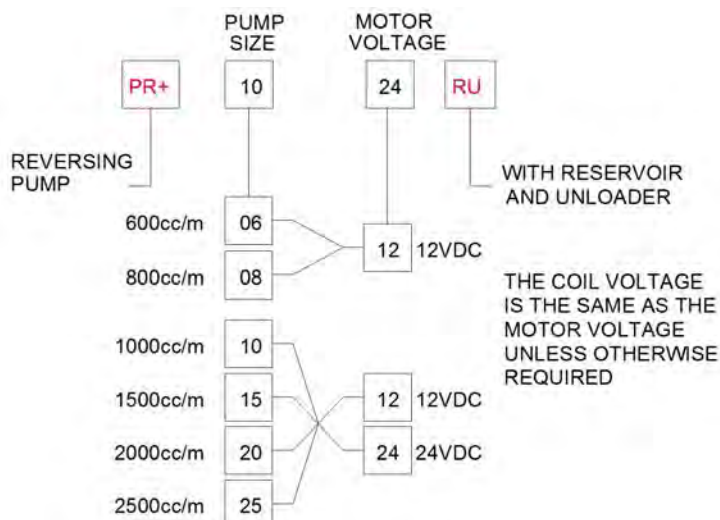 PUMP
SIZE
MOTOR
VOLTAGE
PR+
10
24
RU
REVERSING
PUMP
WITH RESERVOIR
AND UNLOADER
600cc/m
06
800cc/m
08
12
12VDC
THE COIL VOLTAGE
IS THE SAME AS THE
MOTOR VOLTAGE
UNLESS OTHERWISE
REQUIRED
1000cc/m
10
1500cc/m
15
12
12VDC
2000cc/m
20
24
24VDC
2500cc/m
25